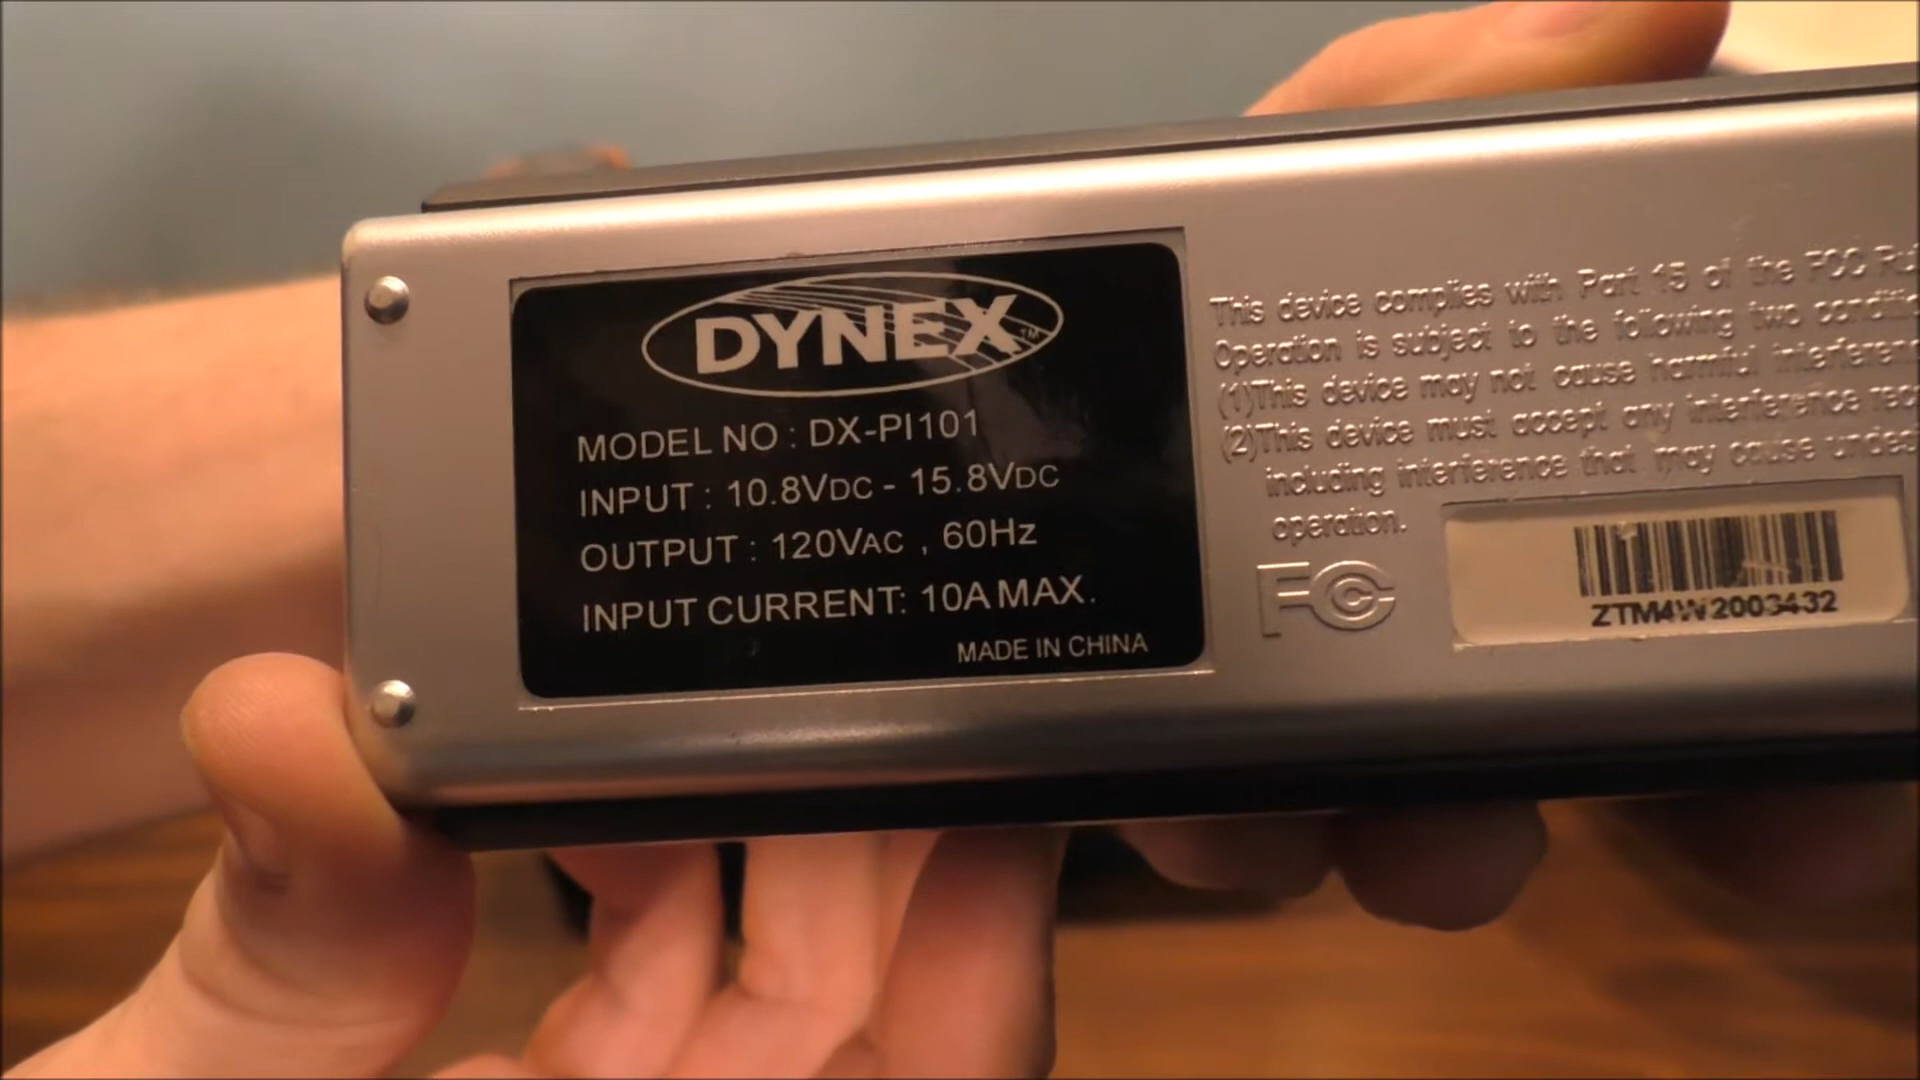 DYNEX™
MODEL NO : DX-PI101
INPUT : 10.8VDC - 15.8VDC
OUTPUT : 120VAC , 60Hz
INPUT CURRENT: 10A MAX.
MADE IN CHINA
This device complies with Part 15 of the FCC
Operation is subject to the following two
(1)This device may not cause harmful
(2)This device must accept any interference
including interference that may cause
operation.
FC
ZTM4W2003432